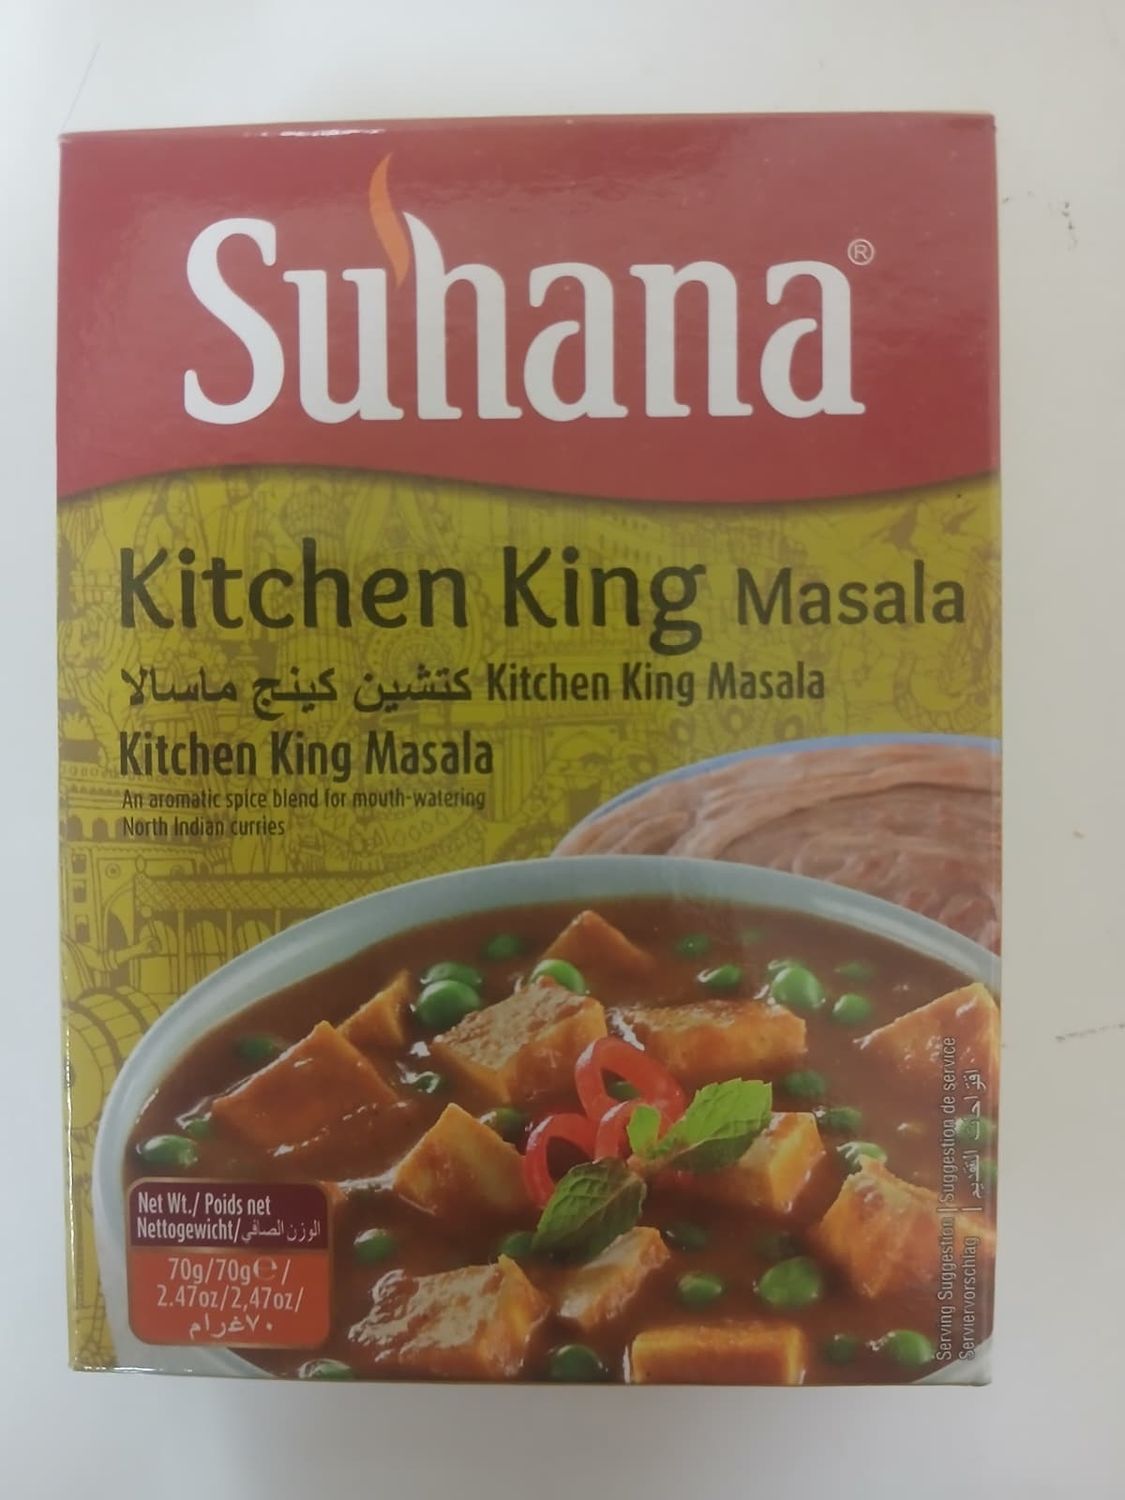 Suhana®
Kitchen King Masala
كتشين كينج ماسالا Kitchen King Masala
Kitchen King Masala
An aromatic spice blend for mouth-watering
North Indian curries
Net Wt./ Poids net
Nettogewicht/الوزن الصافي
70g/70g℮/
2.47oz/2,47oz/
٧٠غرام
Serving Suggestion | Suggestion de service
Serviervorschlag | اقتراحات التقديم